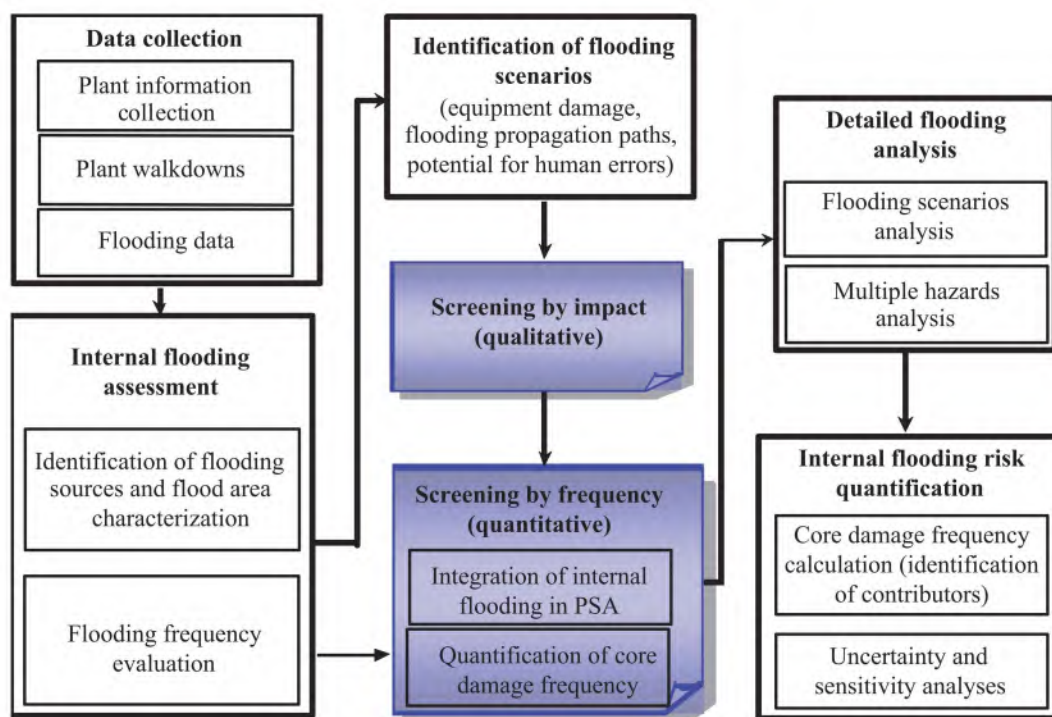 Data collection
Plant information
collection
Plant walkdowns
Flooding data
Internal flooding
assessment
Identification of flooding
sources and flood area
characterization
Flooding frequency
evaluation
Identification of flooding
scenarios
(equipment damage,
flooding propagation paths,
potential for human errors)
Screening by impact
(qualitative)
Screening by frequency
(quantitative)
Integration of internal
flooding in PSA
Quantification of core
damage frequency
Detailed flooding
analysis
Flooding scenarios
analysis
Multiple hazards
analysis
Internal flooding risk
quantification
Core damage frequency
calculation (identification
of contributors)
Uncertainty and
sensitivity analyses